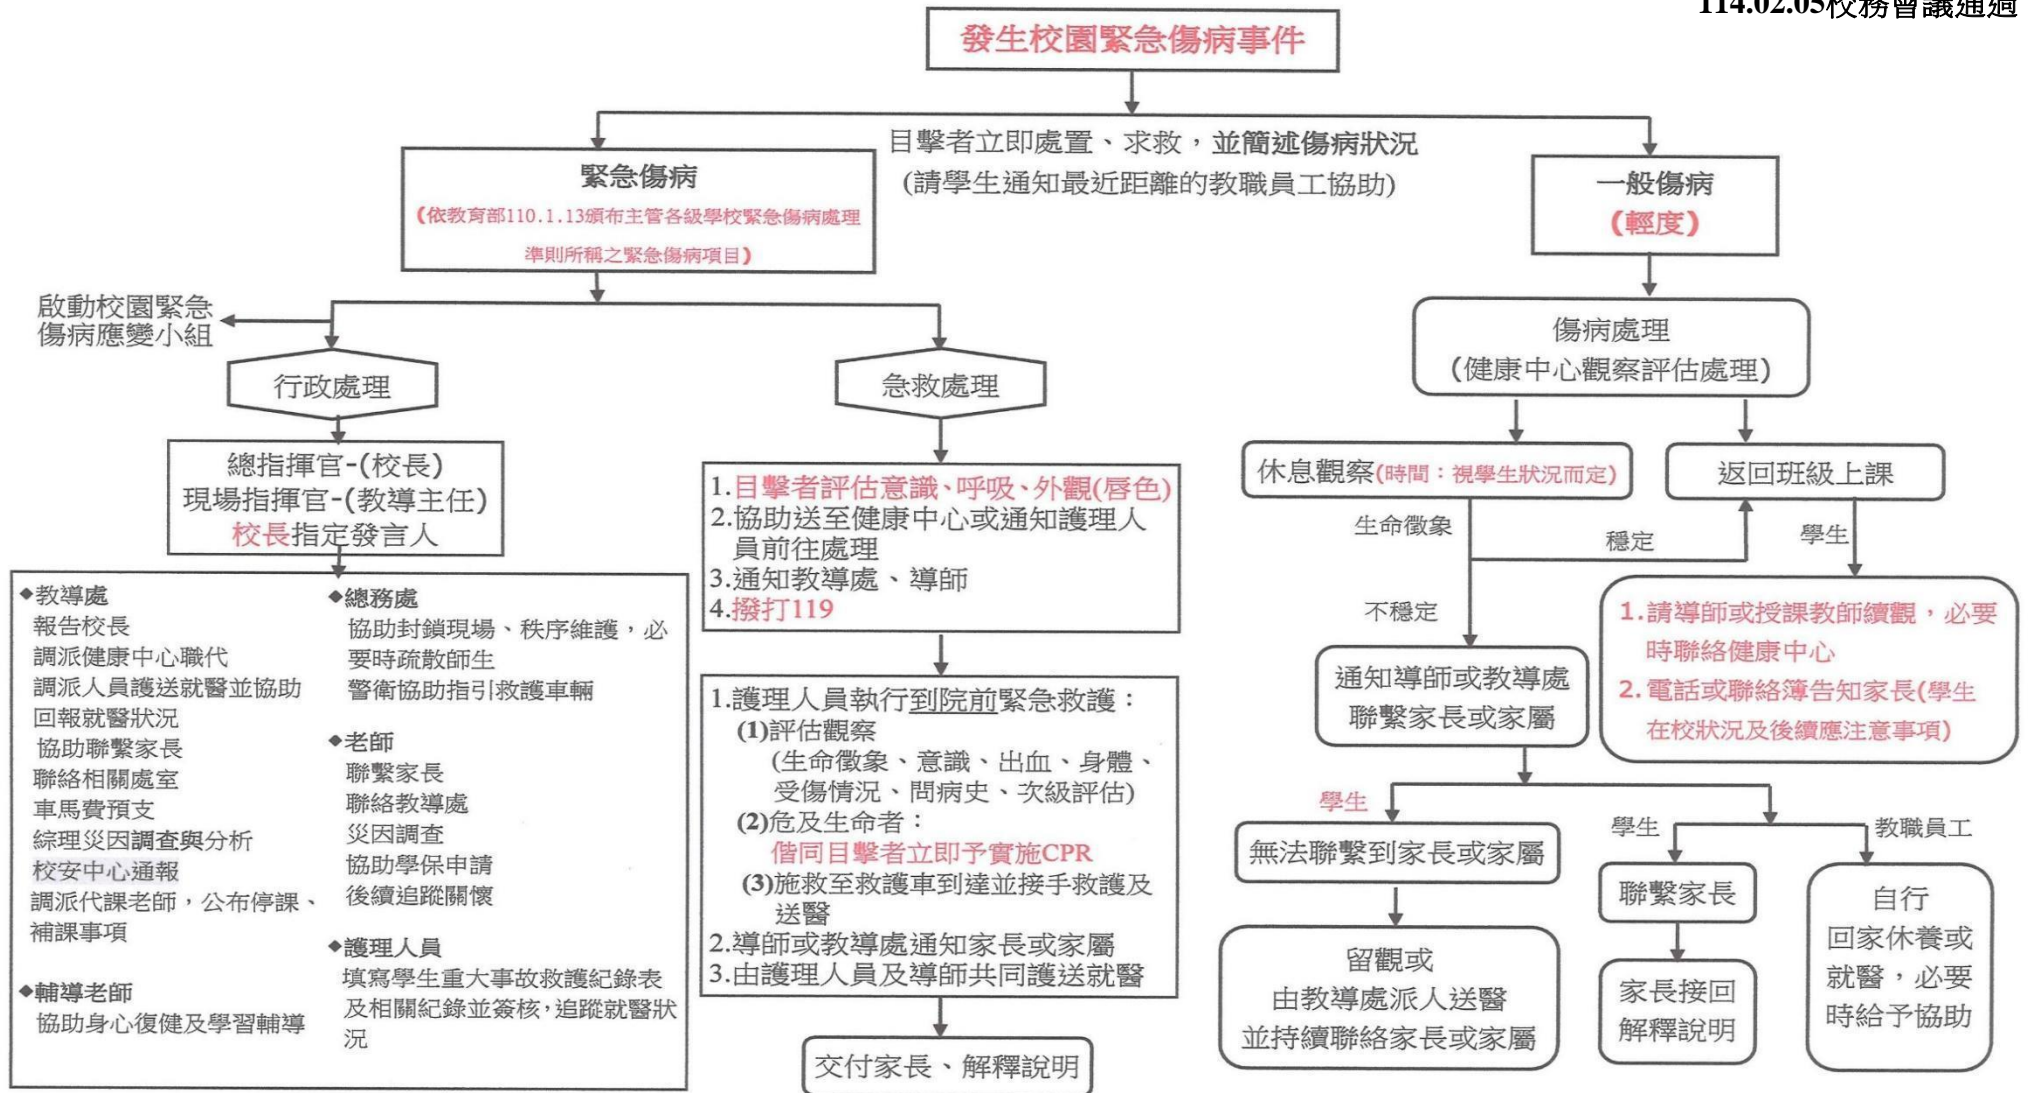 114.02.05校務會議通過
發生校園緊急傷病事件
目擊者立即處置、求救，並簡述傷病狀況
(請學生通知最近距離的教職員工協助)
緊急傷病
(依教育部110.1.13頒布主管各級學校緊急傷病處理
準則所稱之緊急傷病項目)
啟動校園緊急
傷病應變小組
行政處理
總指揮官-(校長)
現場指揮官-(教導主任)
校長指定發言人
◆教導處
報告校長
調派健康中心職代
調派人員護送就醫並協助
回報就醫狀況
協助聯繫家長
聯絡相關處室
車馬費預支
綜理災因調查與分析
校安中心通報
調派代課老師，公布停課、
補課事項
◆輔導老師
協助身心復健及學習輔導
◆總務處
協助封鎖現場、秩序維護，必
要時疏散師生
警衛協助指引救護車輛
◆老師
聯繫家長
聯絡教導處
災因調查
協助學保申請
後續追蹤關懷
◆護理人員
填寫學生重大事故救護紀錄表
及相關紀錄並簽核，追蹤就醫狀
況
急救處理
1.目擊者評估意識、呼吸、外觀(唇色)
2.協助送至健康中心或通知護理人
員前往處理
3.通知教導處、導師
4.撥打119
1.護理人員執行到院前緊急救護：
(1)評估觀察
(生命徵象、意識、出血、身體、
受傷情況、問病史、次級評估)
(2)危及生命者：
偕同目擊者立即予實施CPR
(3)施救至救護車到達並接手救護及
送醫
2.導師或教導處通知家長或家屬
3.由護理人員及導師共同護送就醫
交付家長、解釋說明
一般傷病
(輕度)
傷病處理
(健康中心觀察評估處理)
休息觀察(時間：視學生狀況而定)
返回班級上課
生命徵象
穩定
學生
不穩定
1.請導師或授課教師續觀，必要
時聯絡健康中心
2.電話或聯絡簿告知家長(學生
在校狀況及後續應注意事項)
通知導師或教導處
聯繫家長或家屬
學生
無法聯繫到家長或家屬
留觀或
由教導處派人送醫
並持續聯絡家長或家屬
學生
聯繫家長
家長接回
解釋說明
教職員工
自行
回家休養或
就醫，必要
時給予協助